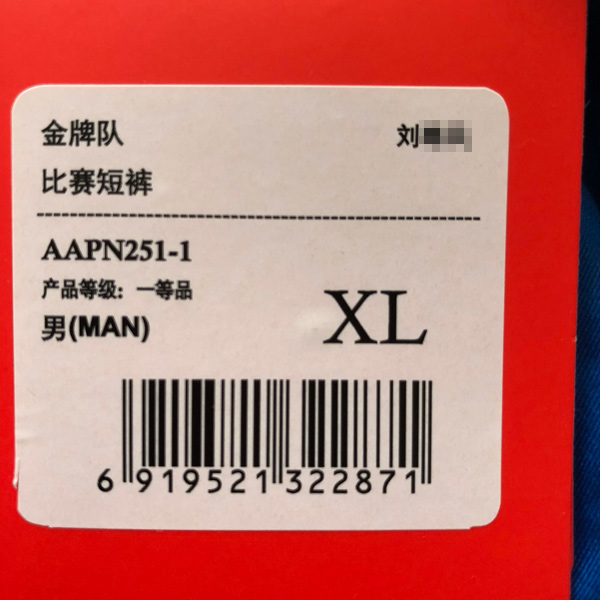 金牌队 刘
比赛短裤
AAPN251-1
产品等级：一等品
男(MAN)
XL
6 919521 322871